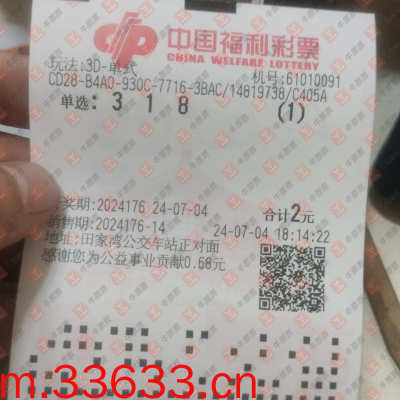 中国福利彩票
CHINA WELFARE LOTTERY
玩法:3D-单式 机号:61010091
CD28-B4A0-930C-7716-3BAC/14819738/C405A
单选: 3 1 8 (1)
奖期:2024176 24-07-04 合计2元
销售期:2024176-14 24-07-04 18:14:22
地址:田家湾公交车站正对面
感谢您为公益事业贡献0.68元
m.33633.cn